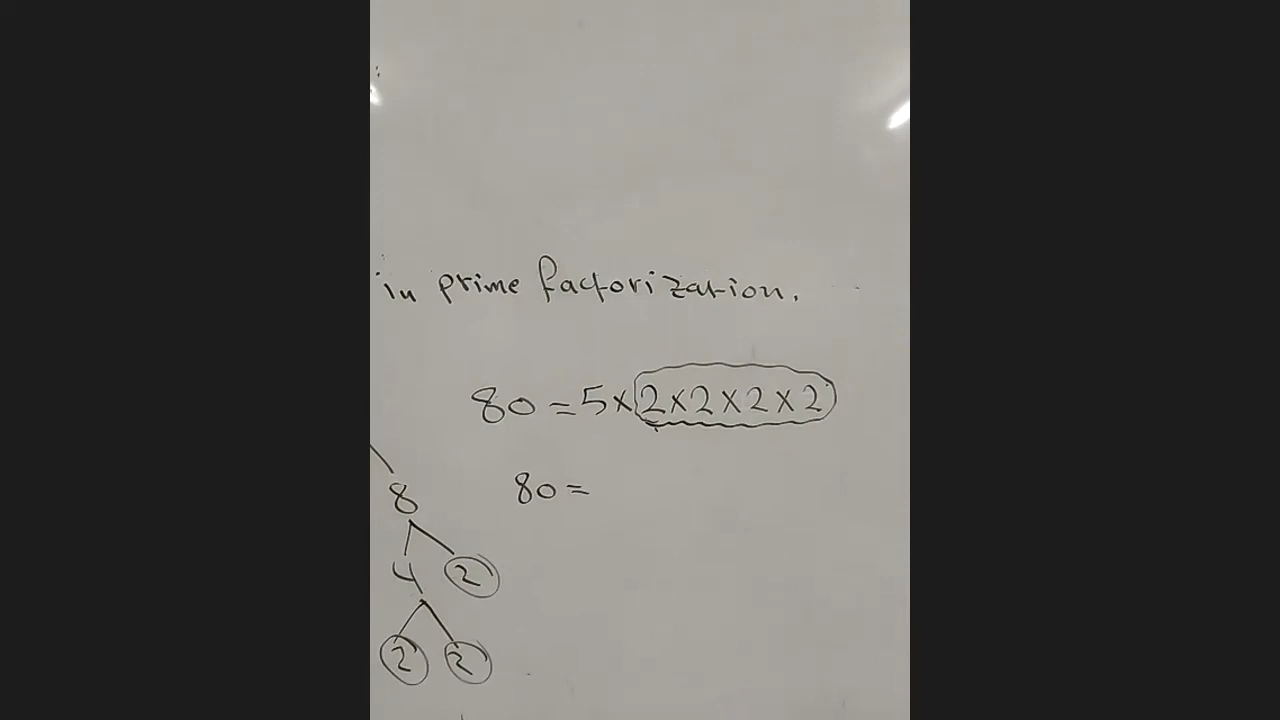 in prime factorization.
80 = 5 × 2 × 2 × 2 × 2
80 =
8
4 2
2 2